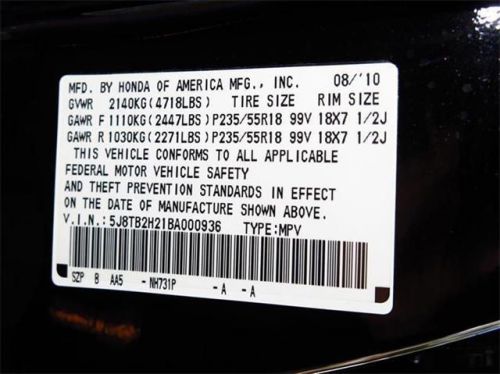 MFD. BY HONDA OF AMERICA MFG., INC. 08/'10
GVWR 2140KG(4718LBS) TIRE SIZE RIM SIZE
GAWR F 1110KG(2447LBS)P235/55R18 99V 18X7 1/2J
GAWR R 1030KG(2271LBS)P235/55R18 99V 18X7 1/2J
THIS VEHICLE CONFORMS TO ALL APPLICABLE
FEDERAL MOTOR VEHICLE SAFETY
AND THEFT PREVENTION STANDARDS IN EFFECT
ON THE DATE OF MANUFACTURE SHOWN ABOVE.
V.I.N.:5J8TB2H21BA000936 TYPE:MPV
SZP B AA5 -NH731P -A -A